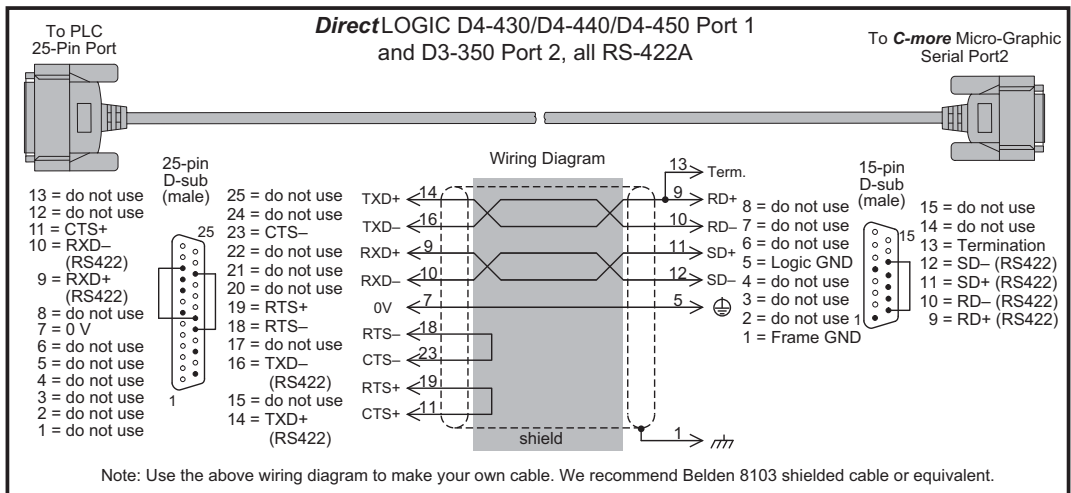 DirectLOGIC D4-430/D4-440/D4-450 Port 1
and D3-350 Port 2, all RS-422A
To PLC
25-Pin Port
To C-more Micro-Graphic
Serial Port2
25-pin
D-sub
(male)
13 = do not use
12 = do not use
11 = CTS+
10 = RXD–
(RS422)
9 = RXD+
(RS422)
8 = do not use
7 = 0 V
6 = do not use
5 = do not use
4 = do not use
3 = do not use
2 = do not use
1 = do not use
25
1
25 = do not use
24 = do not use
23 = CTS–
22 = do not use
21 = do not use
20 = do not use
19 = RTS+
18 = RTS–
17 = do not use
16 = TXD–
(RS422)
15 = do not use
14 = TXD+
(RS422)
Wiring Diagram
TXD+ 14
TXD– 16
RXD+ 9
RXD– 10
0V 7
RTS– 18
CTS– 23
RTS+ 19
CTS+ 11
shield
13 Term.
9 RD+
10 RD–
11 SD+
12 SD–
5
1
8 = do not use
7 = do not use
6 = do not use
5 = Logic GND
4 = do not use
3 = do not use
2 = do not use
1 = Frame GND
15-pin
D-sub
(male)
15
1
15 = do not use
14 = do not use
13 = Termination
12 = SD– (RS422)
11 = SD+ (RS422)
10 = RD– (RS422)
9 = RD+ (RS422)
Note: Use the above wiring diagram to make your own cable. We recommend Belden 8103 shielded cable or equivalent.